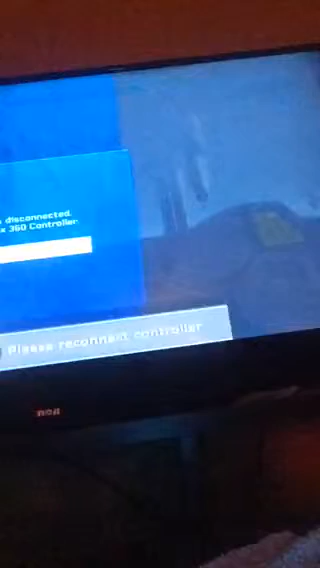 disconnected.
x 360 Controller
Please reconnect controller
RCA